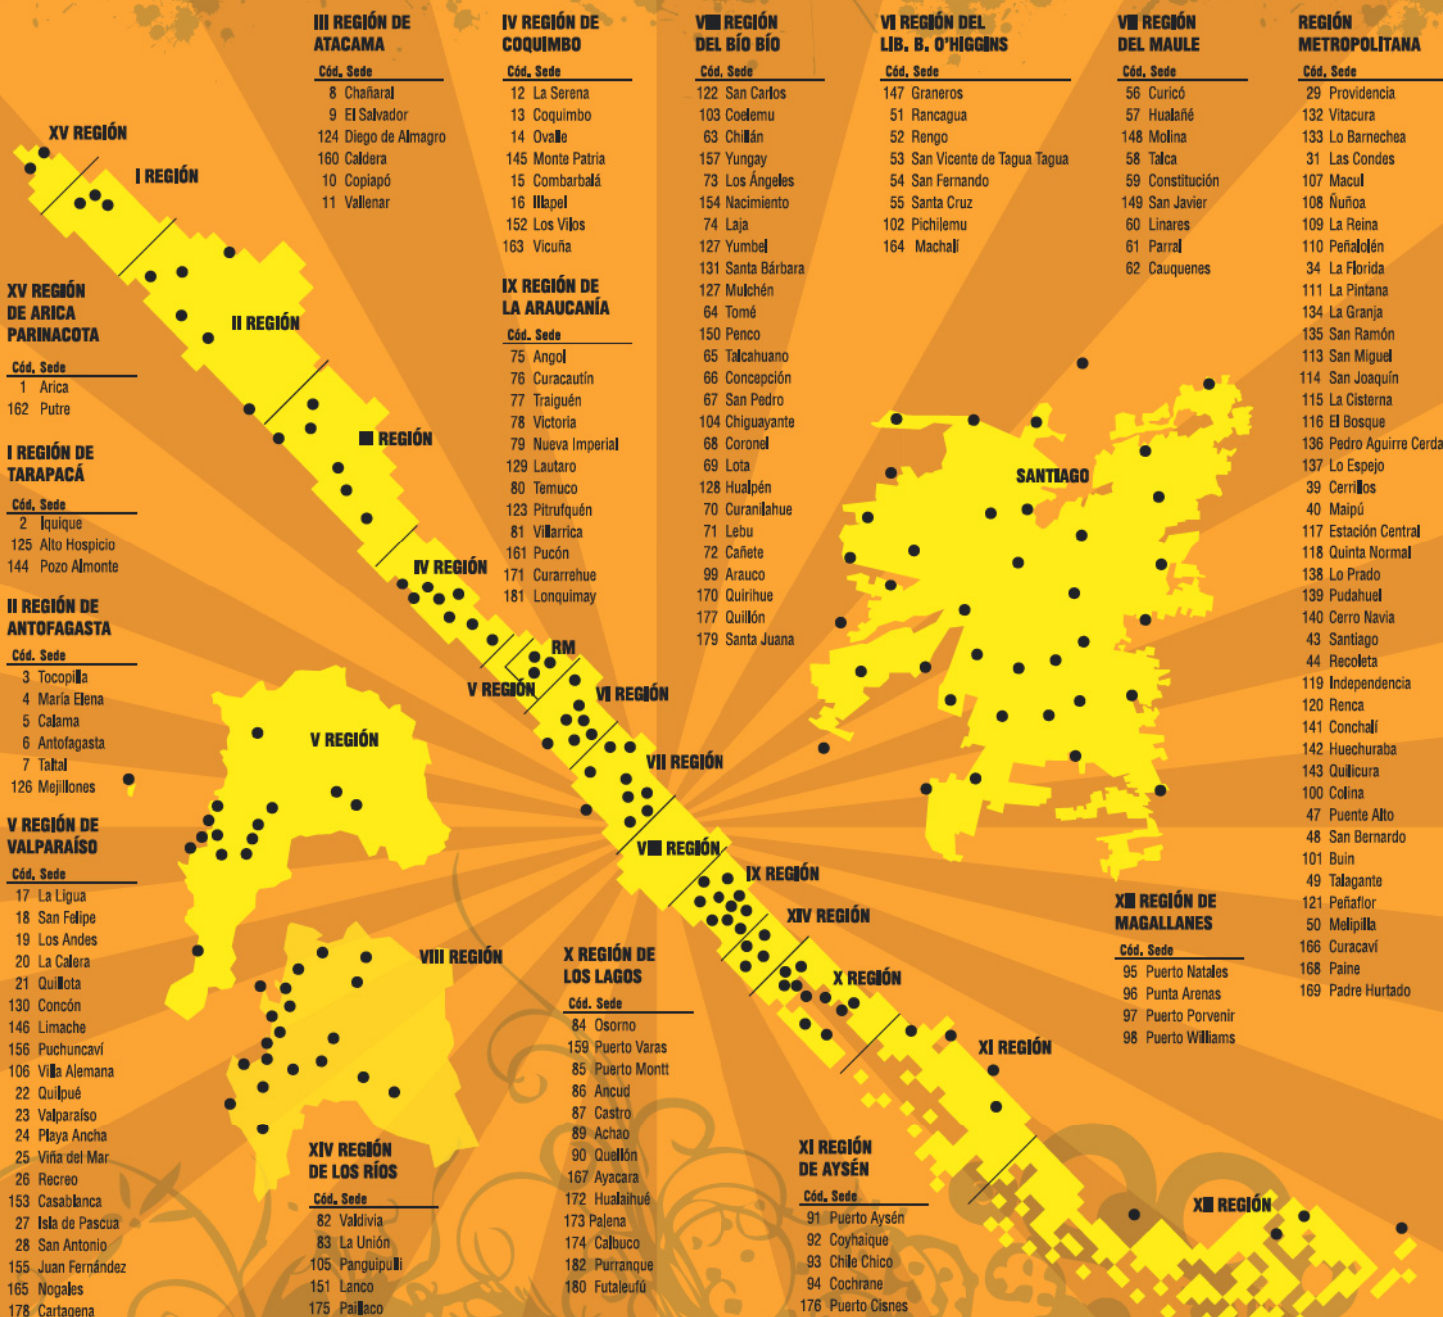 III REGIÓN DE
ATACAMA
Cód. Sede
8 Chañaral
9 El Salvador
124 Diego de Almagro
160 Caldera
10 Copiapó
11 Vallenar
IV REGIÓN DE
COQUIMBO
Cód. Sede
12 La Serena
13 Coquimbo
14 Ovalle
145 Monte Patria
15 Combarbalá
16 Illapel
152 Los Vilos
163 Vicuña
VIII REGIÓN
DEL BÍO BÍO
Cód. Sede
122 San Carlos
103 Coelemu
63 Chillán
157 Yungay
73 Los Ángeles
154 Nacimiento
74 Laja
127 Yumbel
131 Santa Bárbara
127 Mulchén
64 Tomé
150 Penco
65 Talcahuano
66 Concepción
67 San Pedro
104 Chiguayante
68 Coronel
69 Lota
128 Hualpén
70 Curanilahue
71 Lebu
72 Cañete
99 Arauco
170 Quirihue
177 Quillón
179 Santa Juana
VI REGIÓN DEL
LIB. B. O'HIGGINS
Cód. Sede
147 Graneros
51 Rancagua
52 Rengo
53 San Vicente de Tagua Tagua
54 San Fernando
55 Santa Cruz
102 Pichilemu
164 Machalí
VII REGIÓN
DEL MAULE
Cód. Sede
56 Curicó
57 Hualañé
148 Molina
58 Talca
59 Constitución
149 San Javier
60 Linares
61 Parral
62 Cauquenes
REGIÓN
METROPOLITANA
Cód. Sede
29 Providencia
132 Vitacura
133 Lo Barnechea
31 Las Condes
107 Macul
108 Ñuñoa
109 La Reina
110 Peñalolén
34 La Florida
111 La Pintana
134 La Granja
135 San Ramón
113 San Miguel
114 San Joaquín
115 La Cisterna
116 El Bosque
136 Pedro Aguirre Cerda
137 Lo Espejo
39 Cerrillos
40 Maipú
117 Estación Central
118 Quinta Normal
138 Lo Prado
139 Pudahuel
140 Cerro Navia
43 Santiago
44 Recoleta
119 Independencia
120 Renca
141 Conchalí
142 Huechuraba
143 Quilicura
100 Colina
47 Puente Alto
48 San Bernardo
101 Buin
49 Talagante
121 Peñaflor
50 Melipilla
166 Curacaví
168 Paine
169 Padre Hurtado
XV REGIÓN
I REGIÓN
II REGIÓN
III REGIÓN
IV REGIÓN
RM
V REGIÓN
VI REGIÓN
VII REGIÓN
VIII REGIÓN
IX REGIÓN
XIV REGIÓN
X REGIÓN
XI REGIÓN
XII REGIÓN
SANTIAGO
V REGIÓN
VIII REGIÓN
XV REGIÓN
DE ARICA
PARINACOTA
Cód. Sede
1 Arica
162 Putre
I REGIÓN DE
TARAPACÁ
Cód. Sede
2 Iquique
125 Alto Hospicio
144 Pozo Almonte
II REGIÓN DE
ANTOFAGASTA
Cód. Sede
3 Tocopilla
4 María Elena
5 Calama
6 Antofagasta
7 Taltal
126 Mejillones
V REGIÓN DE
VALPARAÍSO
Cód. Sede
17 La Ligua
18 San Felipe
19 Los Andes
20 La Calera
21 Quillota
130 Concón
146 Limache
156 Puchuncaví
106 Villa Alemana
22 Quilpué
23 Valparaíso
24 Playa Ancha
25 Viña del Mar
26 Recreo
153 Casablanca
27 Isla de Pascua
28 San Antonio
155 Juan Fernández
165 Nogales
178 Cartagena
IX REGIÓN DE
LA ARAUCANÍA
Cód. Sede
75 Angol
76 Curacautín
77 Traiguén
78 Victoria
79 Nueva Imperial
129 Lautaro
80 Temuco
123 Pitrufquén
81 Villarrica
161 Pucón
171 Curarrehue
181 Lonquimay
XIV REGIÓN
DE LOS RÍOS
Cód. Sede
82 Valdivia
83 La Unión
105 Panguipulli
151 Lanco
175 Paillaco
X REGIÓN DE
LOS LAGOS
Cód. Sede
84 Osorno
159 Puerto Varas
85 Puerto Montt
86 Ancud
87 Castro
89 Achao
90 Quellón
167 Ayacara
172 Hualaihué
173 Palena
174 Calbuco
182 Purranque
180 Futaleufú
XI REGIÓN
DE AYSÉN
Cód. Sede
91 Puerto Aysén
92 Coyhaique
93 Chile Chico
94 Cochrane
176 Puerto Cisnes
XII REGIÓN DE
MAGALLANES
Cód. Sede
95 Puerto Natales
96 Punta Arenas
97 Puerto Porvenir
98 Puerto Williams